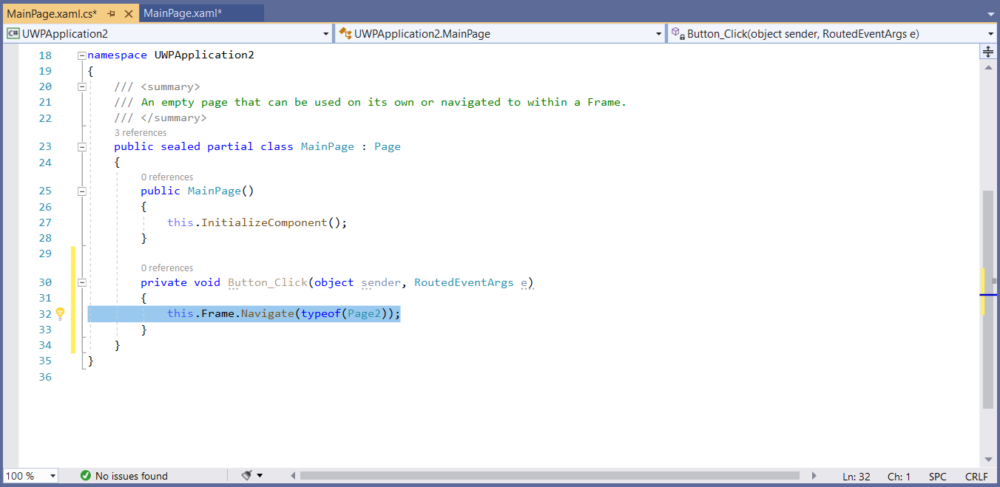 MainPage.xaml.cs* MainPage.xaml*
C# UWPApplication2 UWPApplication2.MainPage Button_Click(object sender, RoutedEventArgs e)
18 namespace UWPApplication2
19 {
20 /// <summary>
21 /// An empty page that can be used on its own or navigated to within a Frame.
22 /// </summary>
3 references
23 public sealed partial class MainPage : Page
24 {
0 references
25 public MainPage()
26 {
27 this.InitializeComponent();
28 }
29
0 references
30 private void Button_Click(object sender, RoutedEventArgs e)
31 {
32 this.Frame.Navigate(typeof(Page2));
33 }
34 }
35 }
36
100 % No issues found Ln: 32 Ch: 1 SPC CRLF